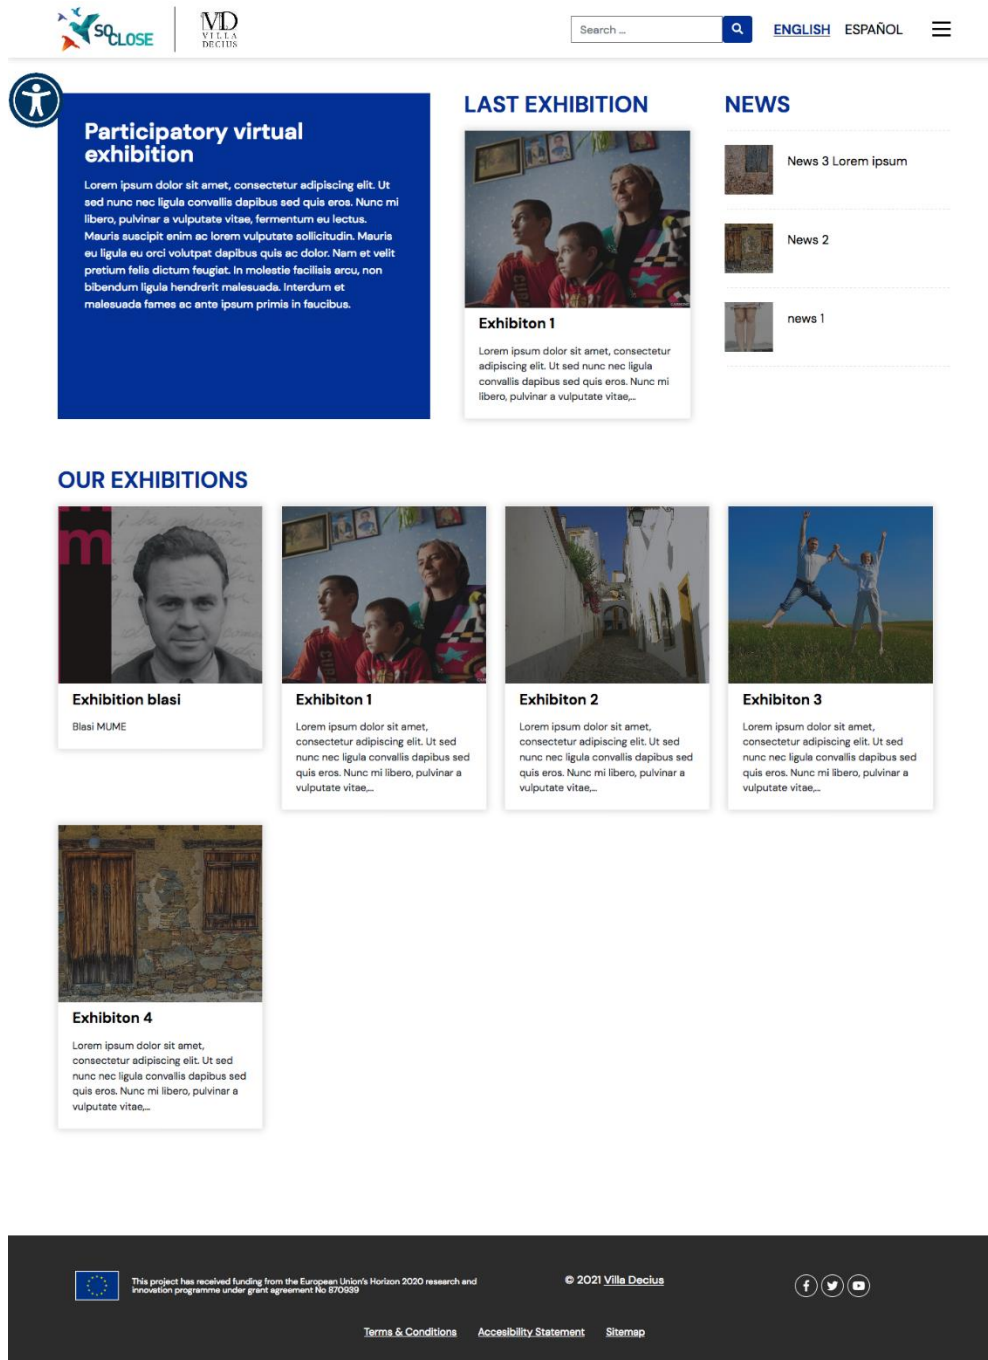 SO CLOSE
VD
VILLA
DECIUS
Search ...
ENGLISH
ESPAÑOL
Participatory virtual
exhibition
Lorem ipsum dolor sit amet, consectetur adipiscing elit. Ut
sed nunc nec ligula convallis dapibus sed quis eros. Nunc mi
libero, pulvinar a vulputate vitae, fermentum eu lectus.
Mauris suscipit enim ac lorem vulputate sollicitudin. Mauris
eu ligula eu orci volutpat dapibus quis ac dolor. Nam et velit
pretium felis dictum feugiat. In molestie facilisis arcu, non
bibendum ligula hendrerit malesuada. Interdum et
malesuada fames ac ante ipsum primis in faucibus.
LAST EXHIBITION
Exhibiton 1
Lorem ipsum dolor sit amet, consectetur
adipiscing elit. Ut sed nunc nec ligula
convallis dapibus sed quis eros. Nunc mi
libero, pulvinar a vulputate vitae,...
NEWS
News 3 Lorem ipsum
News 2
news 1
OUR EXHIBITIONS
m
Exhibition blasi
Blasi MUME
CUP
Exhibiton 1
Lorem ipsum dolor sit amet,
consectetur adipiscing elit. Ut sed
nunc nec ligula convallis dapibus sed
quis eros. Nunc mi libero, pulvinar a
vulputate vitae,...
Exhibiton 2
Lorem ipsum dolor sit amet,
consectetur adipiscing elit. Ut sed
nunc nec ligula convallis dapibus sed
quis eros. Nunc mi libero, pulvinar a
vulputate vitae,...
Exhibiton 3
Lorem ipsum dolor sit amet,
consectetur adipiscing elit. Ut sed
nunc nec ligula convallis dapibus sed
quis eros. Nunc mi libero, pulvinar a
vulputate vitae,...
Exhibiton 4
Lorem ipsum dolor sit amet,
consectetur adipiscing elit. Ut sed
nunc nec ligula convallis dapibus sed
quis eros. Nunc mi libero, pulvinar a
vulputate vitae,...
This project has received funding from the European Union's Horizon 2020 research and
innovation programme under grant agreement No 870939
© 2021 Villa Decius
Terms & Conditions
Accesibility Statement
Sitemap